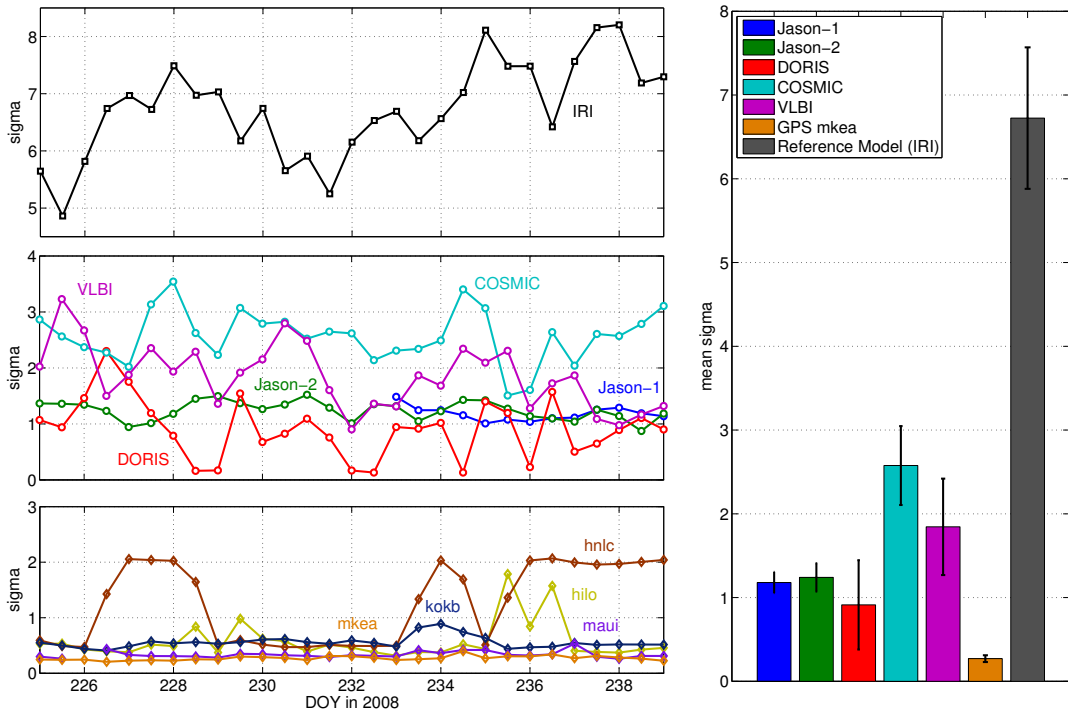 8
7
6
5
sigma
IRI
4
3
2
1
0
sigma
VLBI
COSMIC
Jason-2
Jason-1
DORIS
3
2
1
0
sigma
hnlc
hilo
kokb
mkea
maui
226
228
230
232
234
236
238
DOY in 2008
8
7
6
5
4
3
2
1
0
mean sigma
Jason-1
Jason-2
DORIS
COSMIC
VLBI
GPS mkea
Reference Model (IRI)